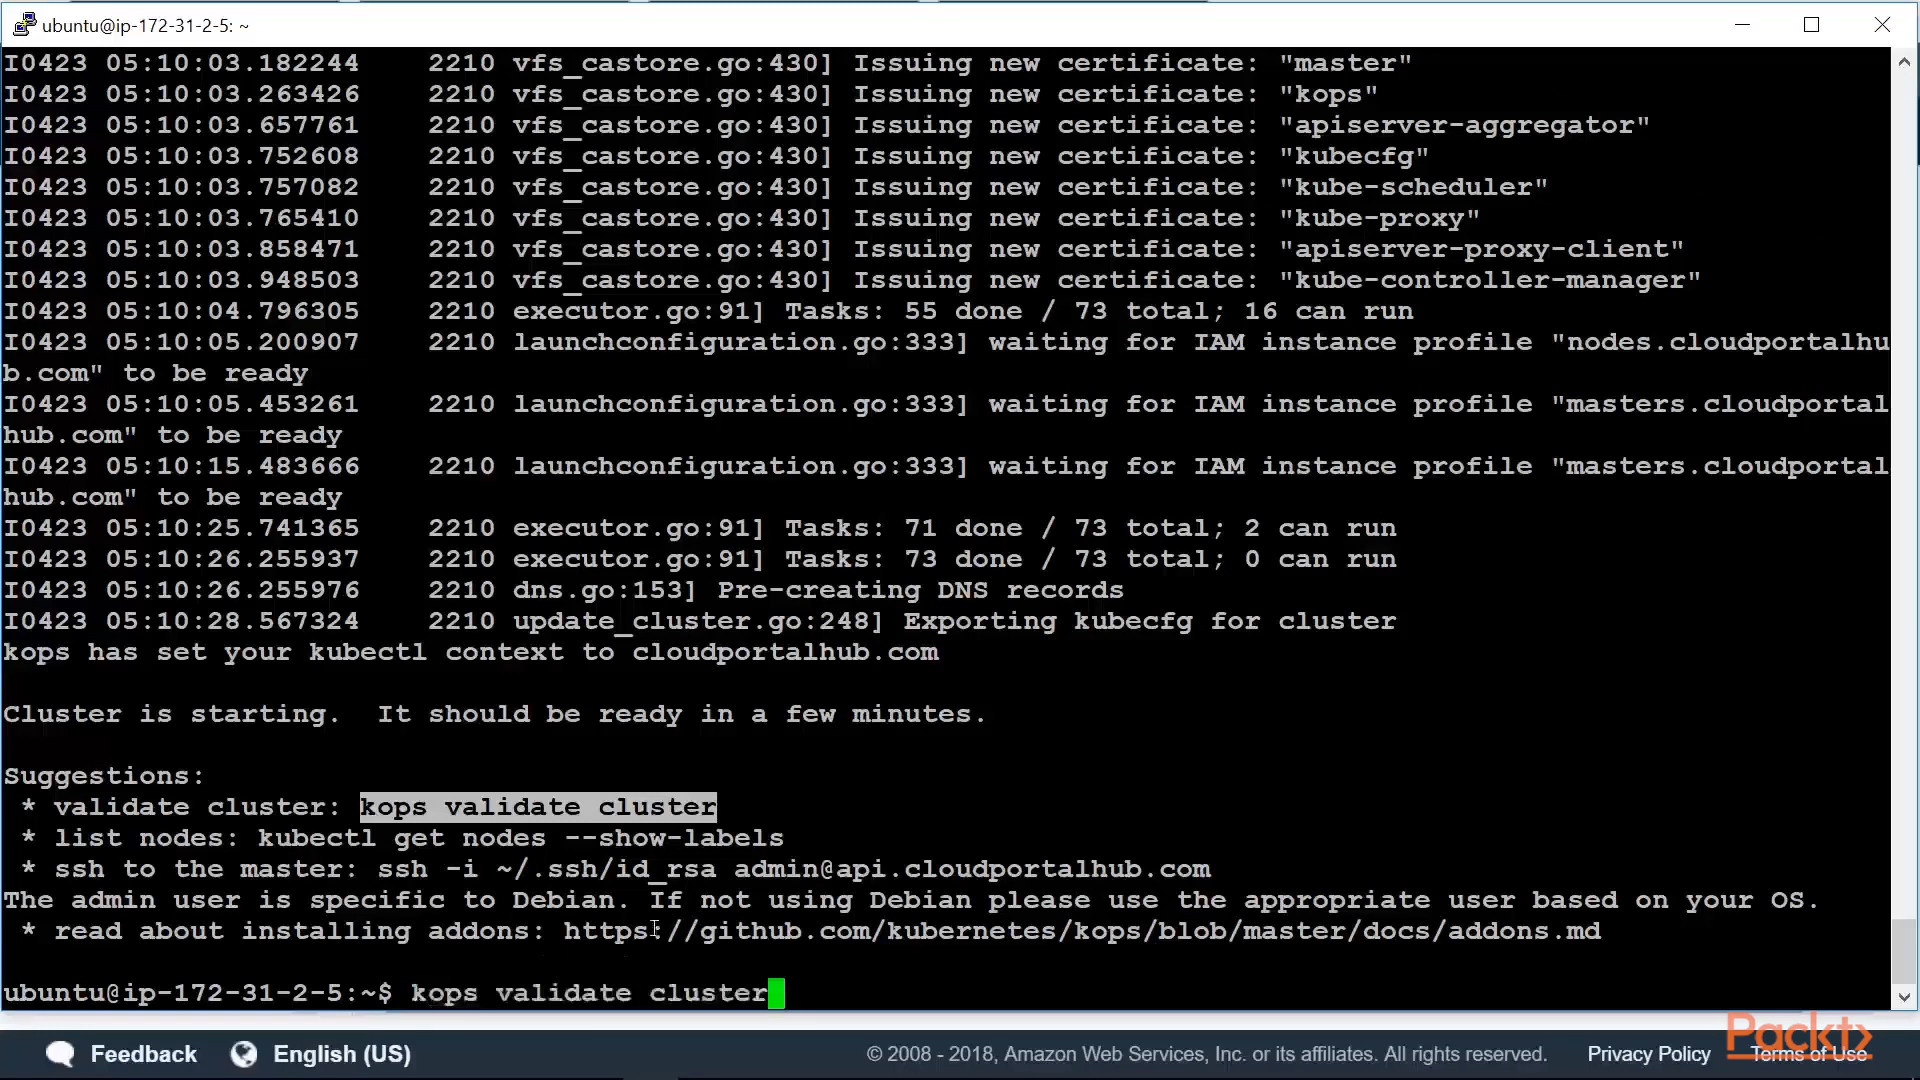 ubuntu@ip-172-31-2-5: ~
I0423 05:10:03.182244    2210 vfs_castore.go:430] Issuing new certificate: "master"
I0423 05:10:03.263426    2210 vfs_castore.go:430] Issuing new certificate: "kops"
I0423 05:10:03.657761    2210 vfs_castore.go:430] Issuing new certificate: "apiserver-aggregator"
I0423 05:10:03.752608    2210 vfs_castore.go:430] Issuing new certificate: "kubecfg"
I0423 05:10:03.757082    2210 vfs_castore.go:430] Issuing new certificate: "kube-scheduler"
I0423 05:10:03.765410    2210 vfs_castore.go:430] Issuing new certificate: "kube-proxy"
I0423 05:10:03.858471    2210 vfs_castore.go:430] Issuing new certificate: "apiserver-proxy-client"
I0423 05:10:03.948503    2210 vfs_castore.go:430] Issuing new certificate: "kube-controller-manager"
I0423 05:10:04.796305    2210 executor.go:91] Tasks: 55 done / 73 total; 16 can run
I0423 05:10:05.200907    2210 launchconfiguration.go:333] waiting for IAM instance profile "nodes.cloudportalhu
b.com" to be ready
I0423 05:10:05.453261    2210 launchconfiguration.go:333] waiting for IAM instance profile "masters.cloudportal
hub.com" to be ready
I0423 05:10:15.483666    2210 launchconfiguration.go:333] waiting for IAM instance profile "masters.cloudportal
hub.com" to be ready
I0423 05:10:25.741365    2210 executor.go:91] Tasks: 71 done / 73 total; 2 can run
I0423 05:10:26.255937    2210 executor.go:91] Tasks: 73 done / 73 total; 0 can run
I0423 05:10:26.255976    2210 dns.go:153] Pre-creating DNS records
I0423 05:10:28.567324    2210 update_cluster.go:248] Exporting kubecfg for cluster
kops has set your kubectl context to cloudportalhub.com
Cluster is starting.  It should be ready in a few minutes.
Suggestions:
 * validate cluster: kops validate cluster
 * list nodes: kubectl get nodes --show-labels
 * ssh to the master: ssh -i ~/.ssh/id_rsa admin@api.cloudportalhub.com
The admin user is specific to Debian. If not using Debian please use the appropriate user based on your OS.
 * read about installing addons: https://github.com/kubernetes/kops/blob/master/docs/addons.md
ubuntu@ip-172-31-2-5:~$ kops validate cluster
Feedback English (US) © 2008 - 2018, Amazon Web Services, Inc. or its affiliates. All rights reserved. Privacy Policy Terms of Use
Packt>